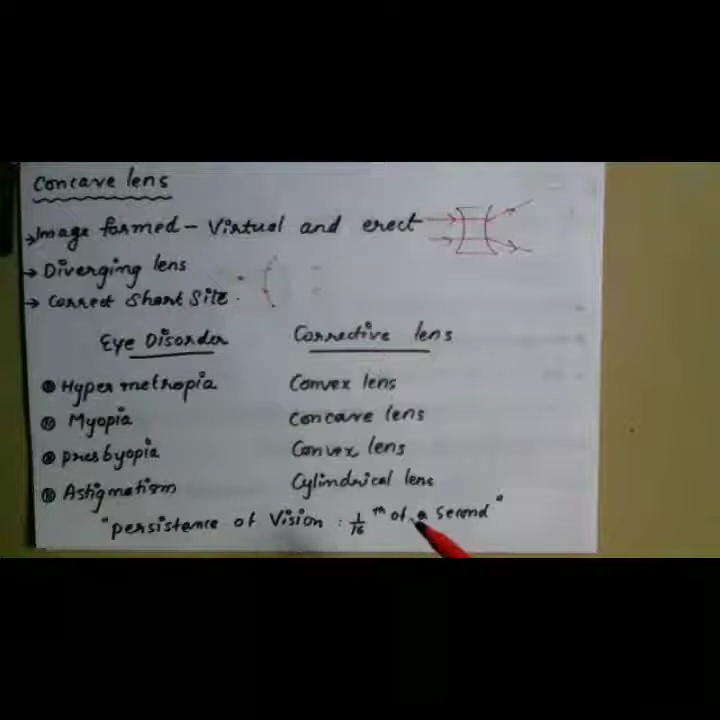 Concave lens
→ Image formed - Virtual and erect
→ Diverging lens
→ Correct Short Site.
Eye Disorder Corrective lens
Hypermetropia Convex lens
Myopia Concave lens
presbyopia Convex lens
Astigmatism Cylindrical lens
"persistance of Vision : 1/16 th of a second"